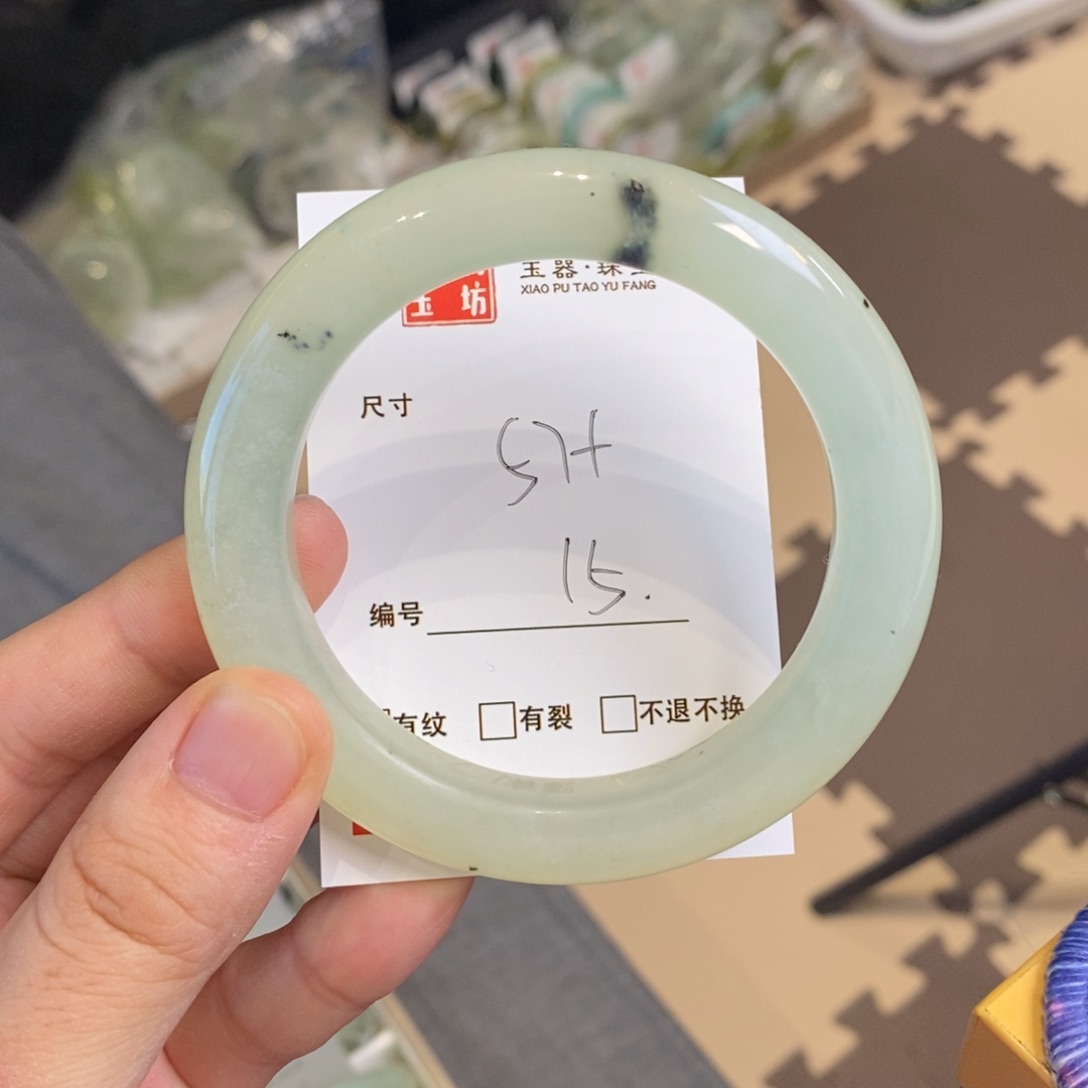 玉器·珠
玉坊
XIAO PU TAO YU FANG
尺寸
57+
编号 15.
有纹 有裂 不退不换